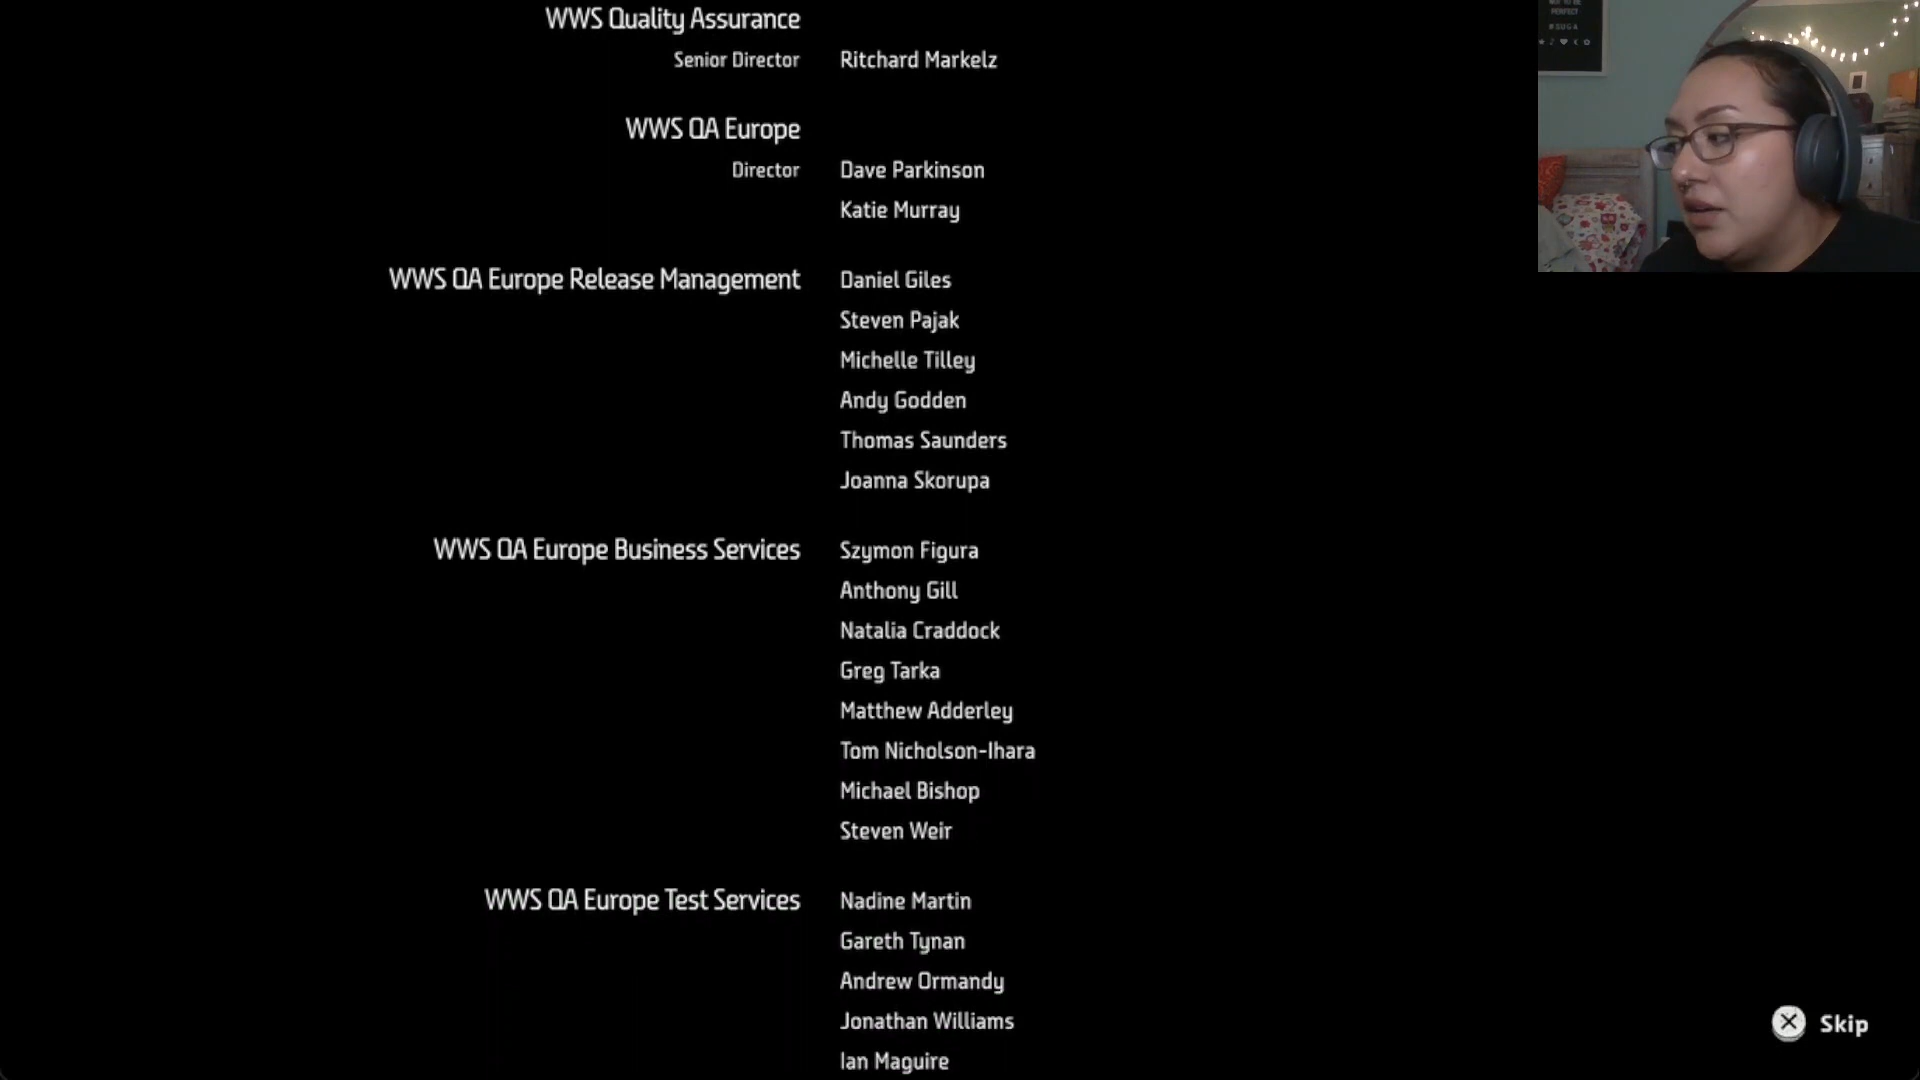 WWS Quality Assurance
Senior Director Ritchard Markelz
WWS QA Europe
Director Dave Parkinson
Katie Murray
WWS QA Europe Release Management Daniel Giles
Steven Pajak
Michelle Tilley
Andy Godden
Thomas Saunders
Joanna Skorupa
WWS QA Europe Business Services Szymon Figura
Anthony Gill
Natalia Craddock
Greg Tarka
Matthew Adderley
Tom Nicholson-Ihara
Michael Bishop
Steven Weir
WWS QA Europe Test Services Nadine Martin
Gareth Tynan
Andrew Ormandy
Jonathan Williams
Ian Maguire
Skip
PERFECT